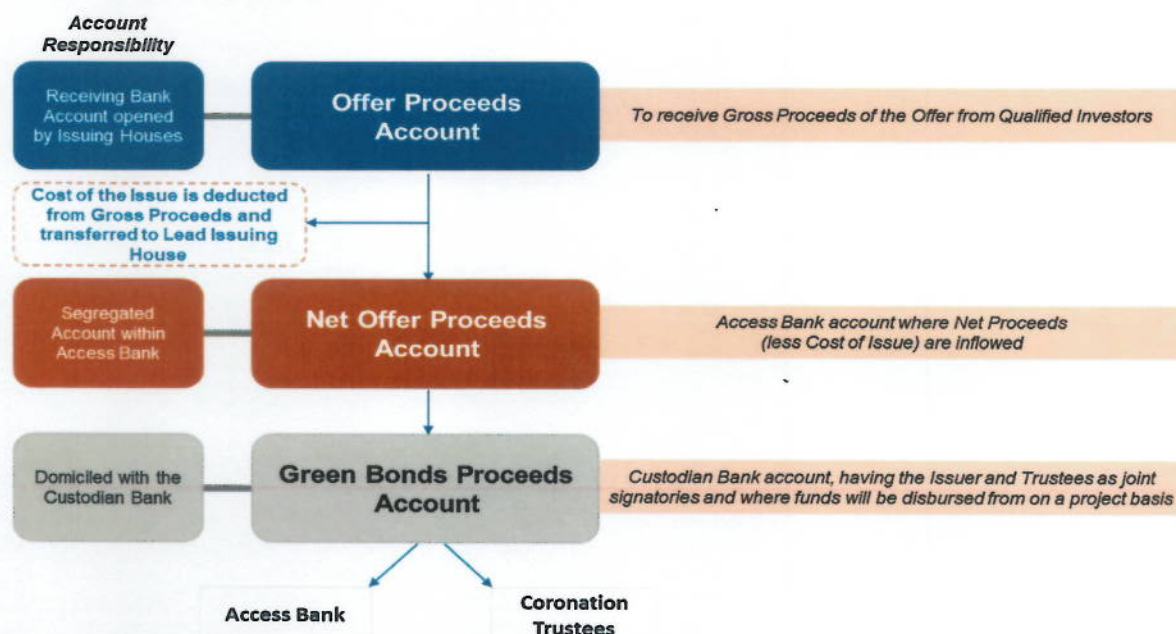 Account
Responsibility
Receiving Bank
Account opened
by Issuing Houses
Offer Proceeds
Account
To receive Gross Proceeds of the Offer from Qualified Investors
Cost of the Issue is deducted
from Gross Proceeds and
transferred to Lead Issuing
House
Segregated
Account within
Access Bank
Net Offer Proceeds
Account
Access Bank account where Net Proceeds
(less Cost of Issue) are inflowed
Domiciled with the
Custodian Bank
Green Bonds Proceeds
Account
Custodian Bank account, having the Issuer and Trustees as joint
signatories and where funds will be disbursed from on a project basis
Access Bank
Coronation
Trustees